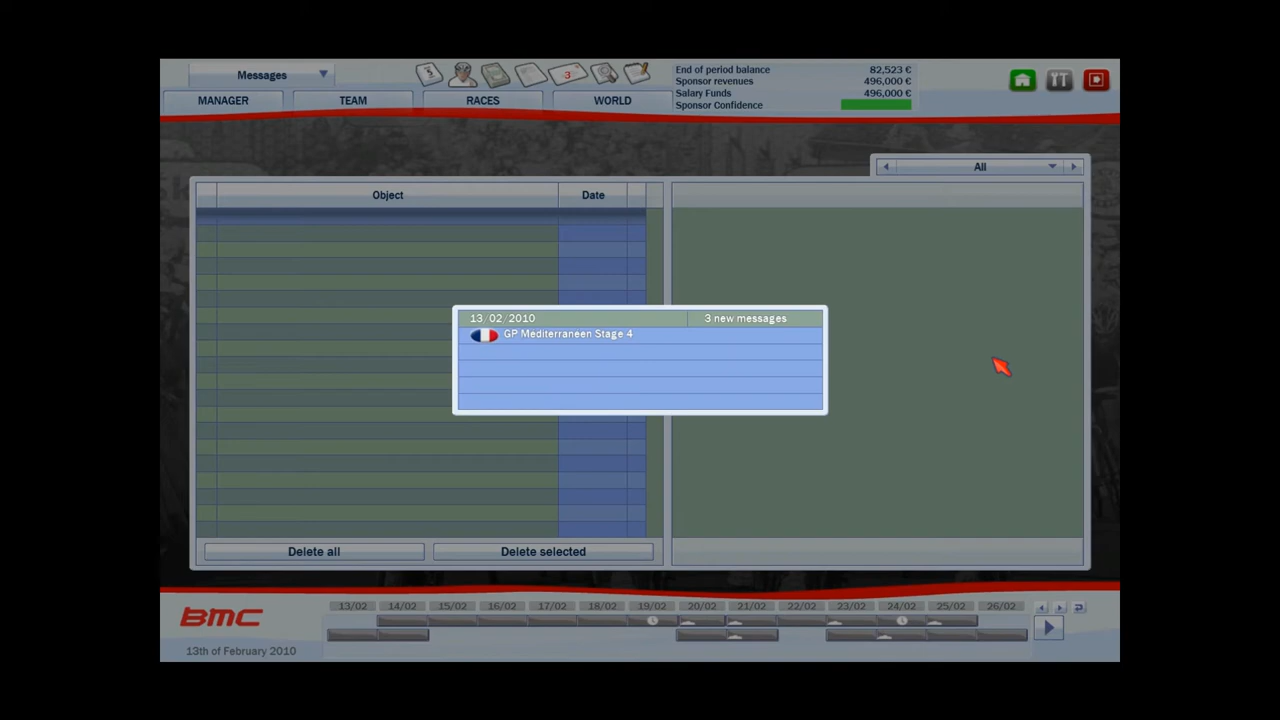 Messages
3
End of period balance 82,523 €
Sponsor revenues 496,000 €
Salary Funds 496,000 €
Sponsor Confidence
MANAGER TEAM RACES WORLD
All
Object Date
13/02/2010 3 new messages
GP Mediterraneen Stage 4
Delete all Delete selected
BMC
13/02 14/02 15/02 16/02 17/02 18/02 19/02 20/02 21/02 22/02 23/02 24/02 25/02 26/02
13th of February 2010